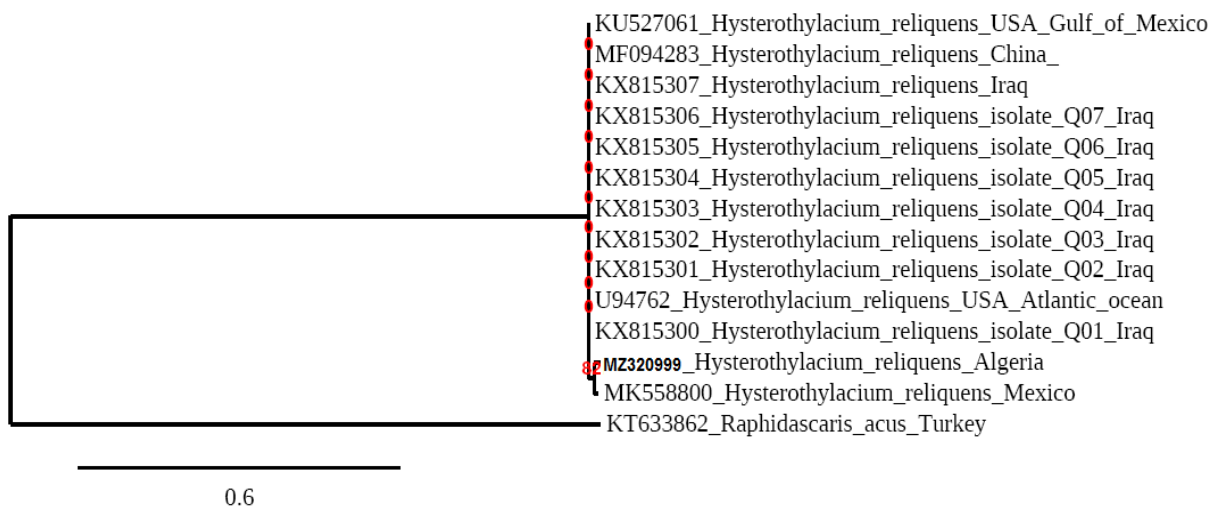 KU527061_Hysterothylacium_reliquens_USA_Gulf_of_Mexico
MF094283_Hysterothylacium_reliquens_China_
KX815307_Hysterothylacium_reliquens_Iraq
KX815306_Hysterothylacium_reliquens_isolate_Q07_Iraq
KX815305_Hysterothylacium_reliquens_isolate_Q06_Iraq
KX815304_Hysterothylacium_reliquens_isolate_Q05_Iraq
KX815303_Hysterothylacium_reliquens_isolate_Q04_Iraq
KX815302_Hysterothylacium_reliquens_isolate_Q03_Iraq
KX815301_Hysterothylacium_reliquens_isolate_Q02_Iraq
U94762_Hysterothylacium_reliquens_USA_Atlantic_ocean
KX815300_Hysterothylacium_reliquens_isolate_Q01_Iraq
82 MZ320999_Hysterothylacium_reliquens_Algeria
MK558800_Hysterothylacium_reliquens_Mexico
KT633862_Raphidascaris_acus_Turkey
0.6